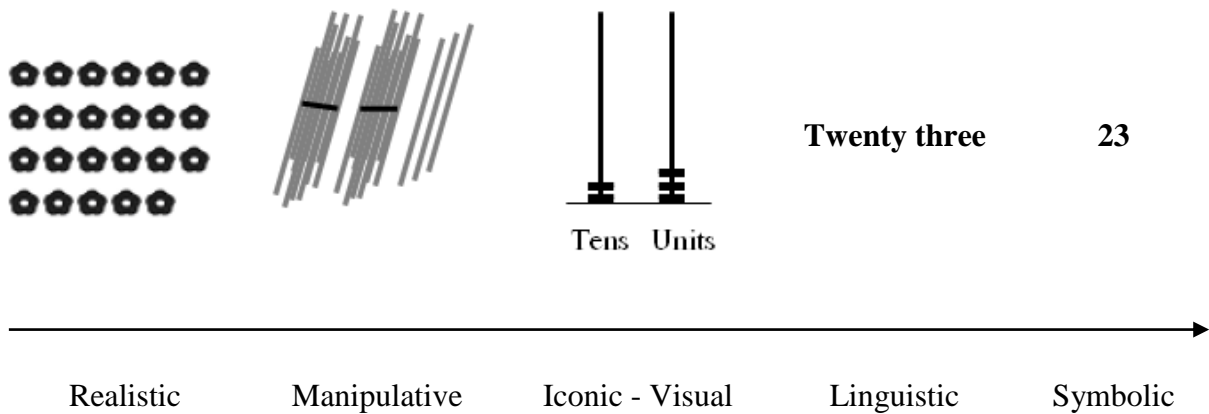 Twenty three 23
Tens Units
Realistic Manipulative Iconic - Visual Linguistic Symbolic